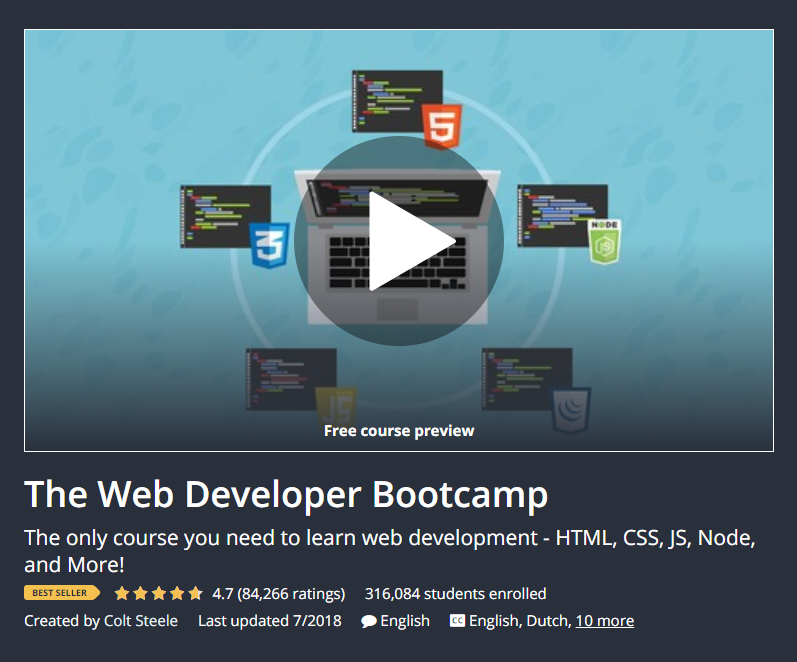 5
3
NODE
JS
JS
Free course preview
The Web Developer Bootcamp
The only course you need to learn web development - HTML, CSS, JS, Node,
and More!
BEST SELLER 4.7 (84,266 ratings) 316,084 students enrolled
Created by Colt Steele Last updated 7/2018 English CC English, Dutch, 10 more